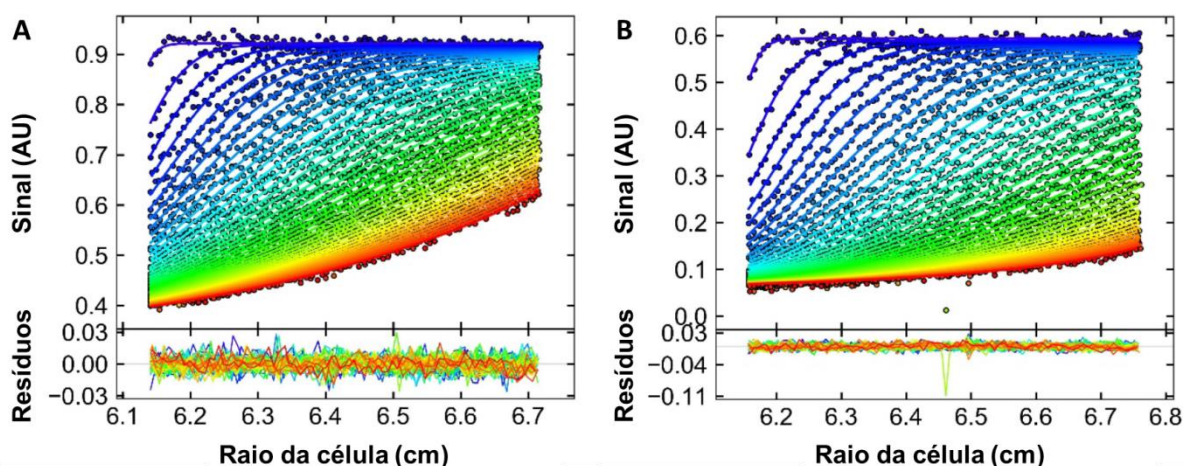 A
Sinal (AU)
0.9
0.8
0.7
0.6
0.5
0.4
Resíduos
0.03
0.00
−0.03
6.1 6.2 6.3 6.4 6.5 6.6 6.7
Raio da célula (cm)
B
Sinal (AU)
0.6
0.5
0.4
0.3
0.2
0.1
0.0
Resíduos
0.03
−0.04
−0.11
6.2 6.3 6.4 6.5 6.6 6.7 6.8
Raio da célula (cm)